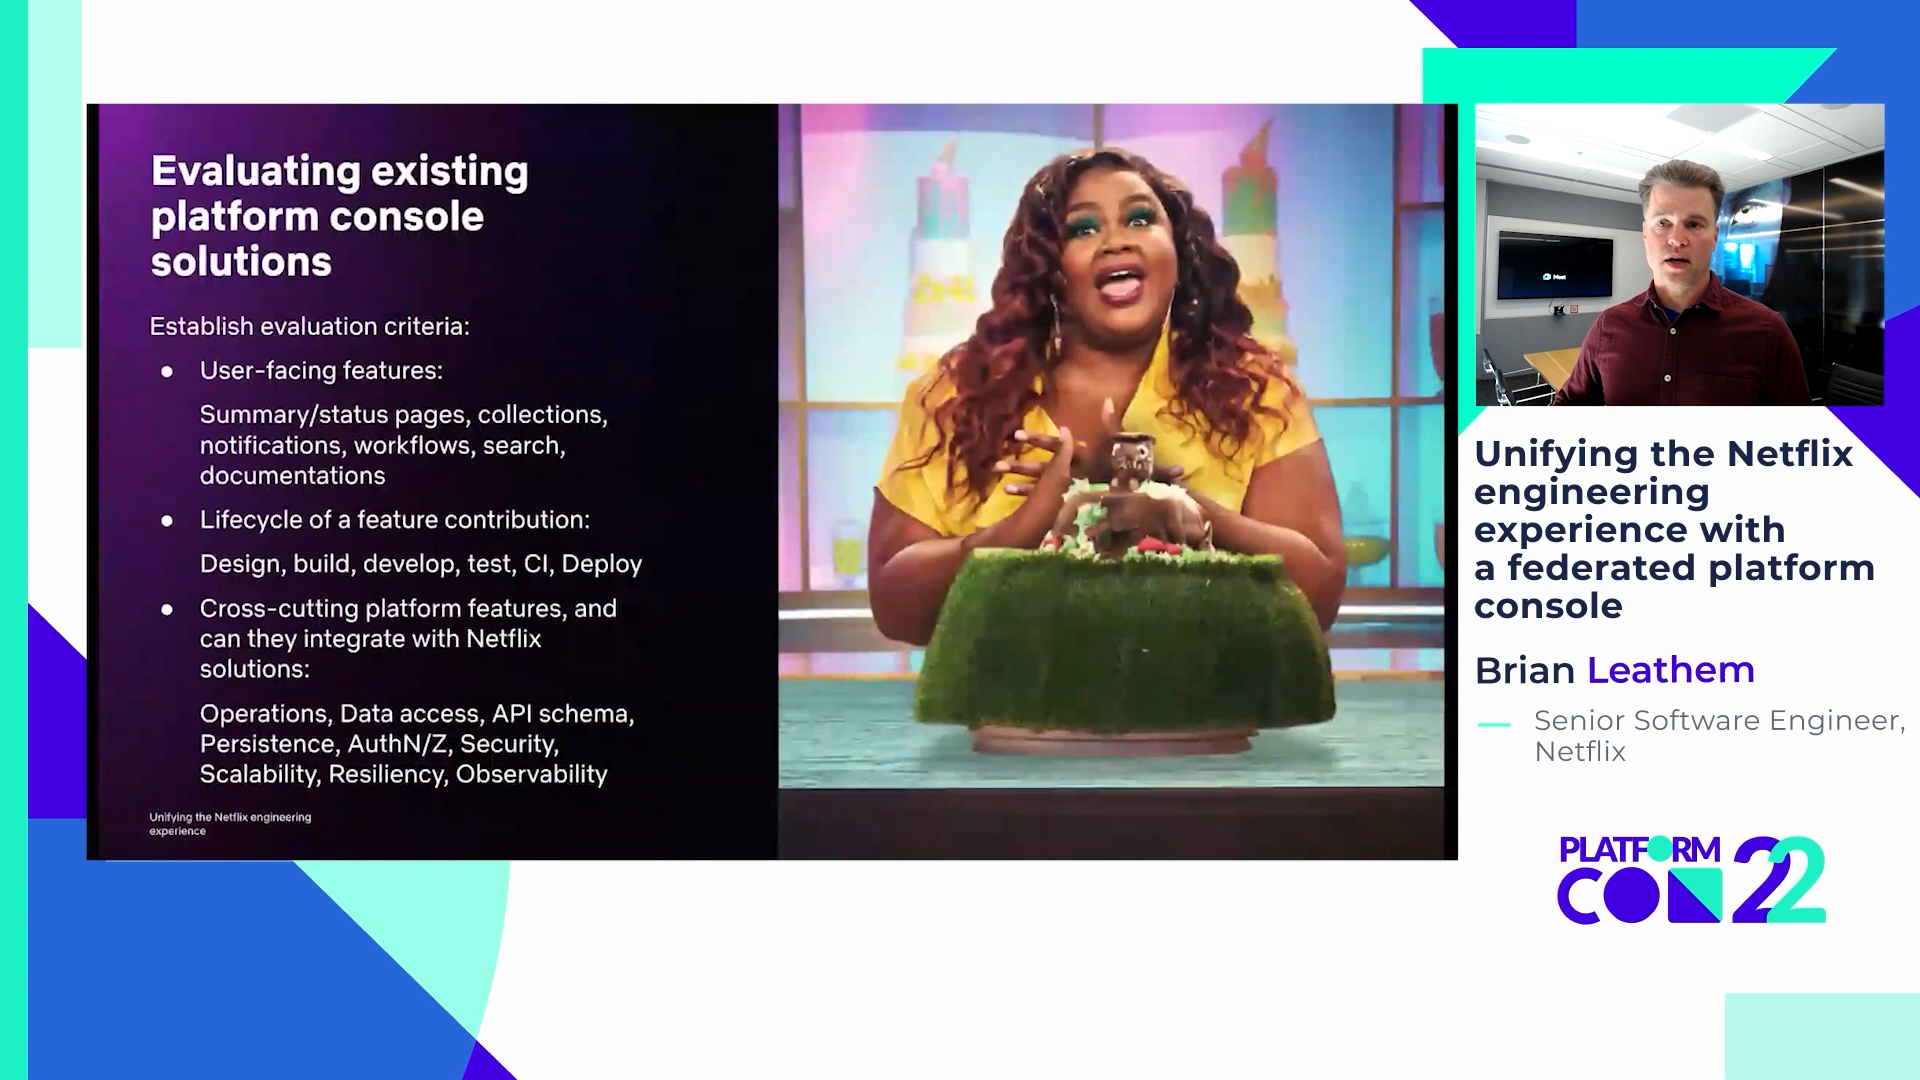 Evaluating existing
platform console
solutions
Establish evaluation criteria:
● User-facing features:
Summary/status pages, collections,
notifications, workflows, search,
documentations
● Lifecycle of a feature contribution:
Design, build, develop, test, CI, Deploy
● Cross-cutting platform features, and
can they integrate with Netflix
solutions:
Operations, Data access, API schema,
Persistence, AuthN/Z, Security,
Scalability, Resiliency, Observability
Unifying the Netflix engineering
experience
Meet
Unifying the Netflix
engineering
experience with
a federated platform
console
Brian Leathem
Senior Software Engineer,
Netflix
PLATFORM
CON 22